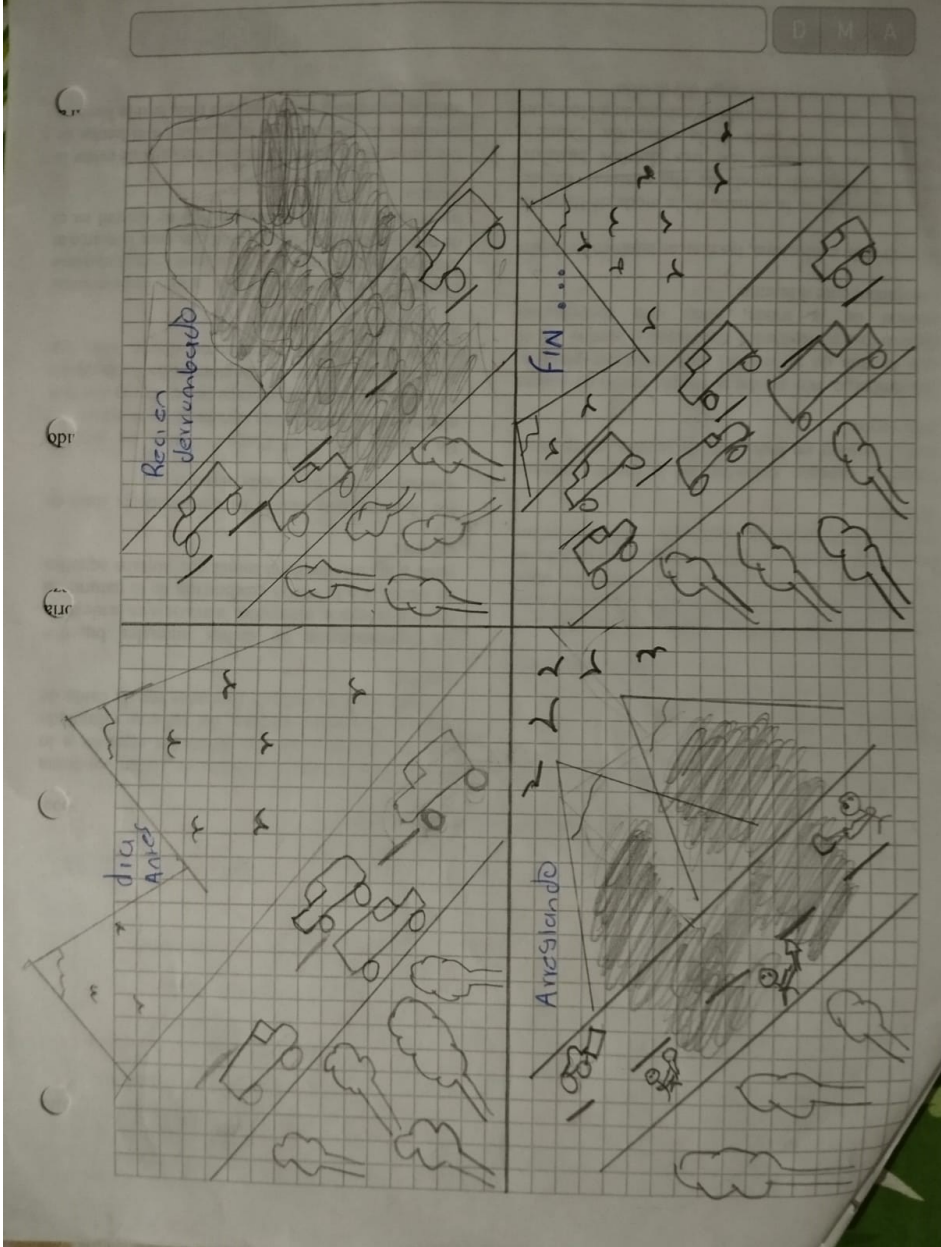 dia
Antes
Recien
derrumbado
Arreglando
FIN ....
D M A